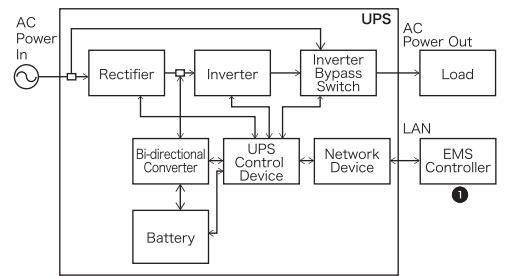 UPS
AC
Power
In
AC
Power Out
Rectifier
Inverter
Inverter
Bypass
Switch
Load
LAN
Bi-directional
Converter
UPS
Control
Device
Network
Device
EMS
Controller
1
Battery